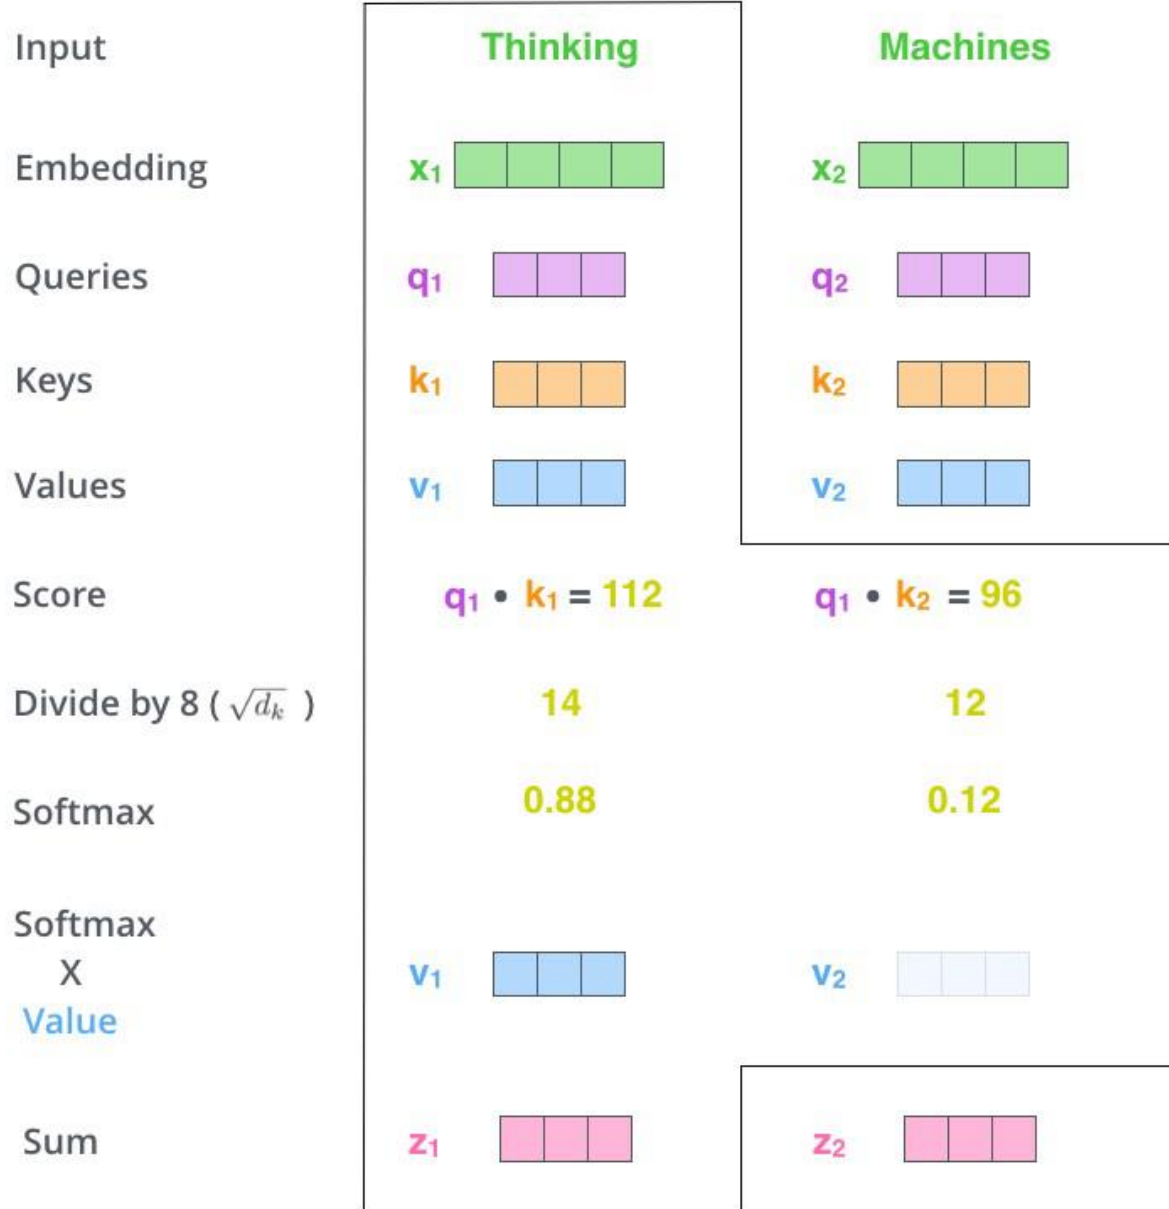 Input Thinking Machines
Embedding x₁ x₂
Queries q₁ q₂
Keys k₁ k₂
Values v₁ v₂
Score q₁ • k₁ = 112 q₁ • k₂ = 96
Divide by 8 ( √dₖ ) 14 12
Softmax 0.88 0.12
Softmax
X
Value v₁ v₂
Sum z₁ z₂